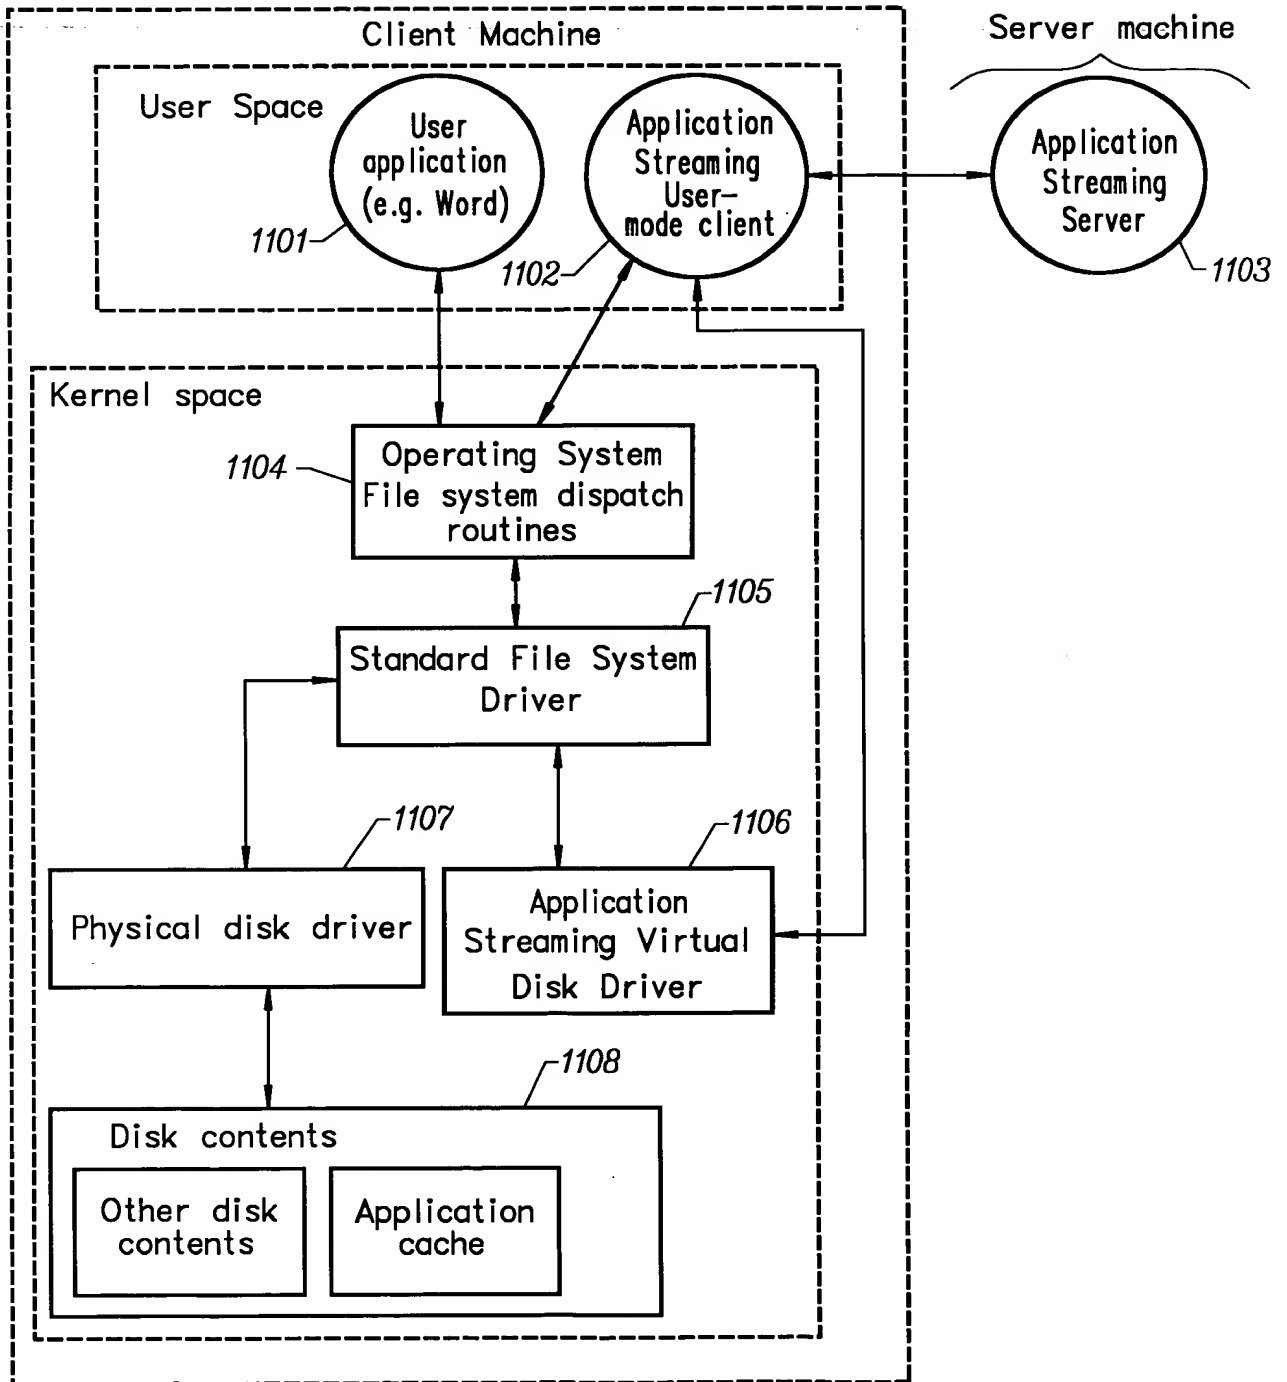 Client Machine
Server machine
User Space
User
application
(e.g. Word)
1101
Application
Streaming
User-
mode client
1102
Application
Streaming
Server
1103
Kernel space
Operating System
File system dispatch
routines
1104
1105
Standard File System
Driver
1107
Physical disk driver
1106
Application
Streaming Virtual
Disk Driver
1108
Disk contents
Other disk
contents
Application
cache